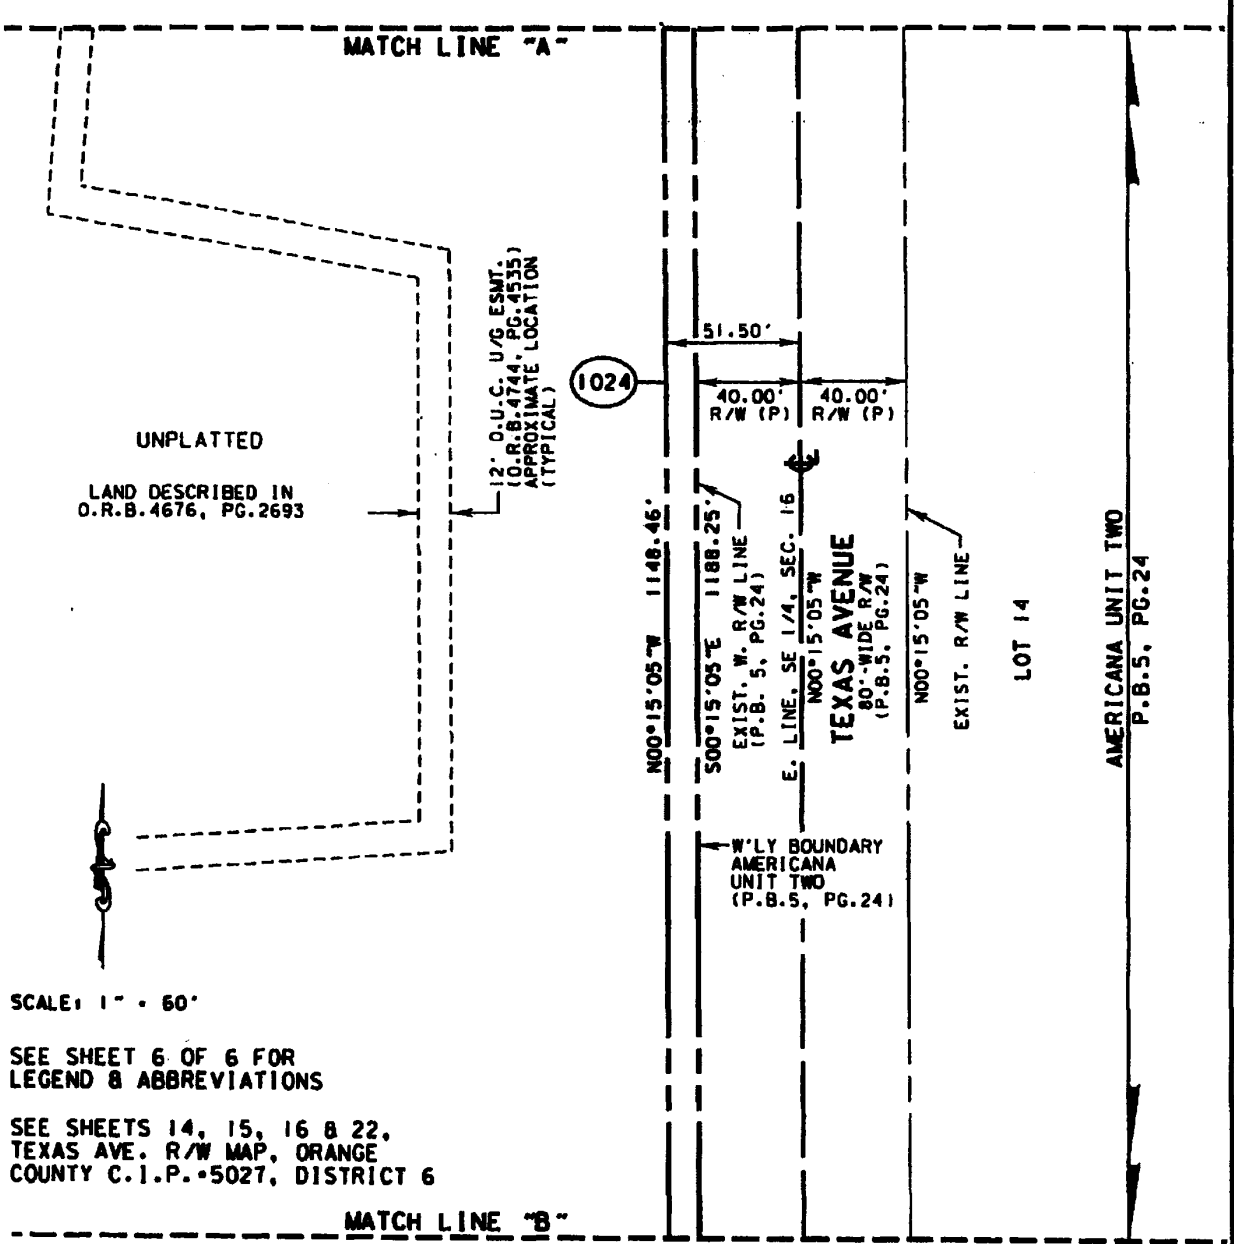 MATCH LINE "A"
12' O.U.C. U/G ESMT.
(O.R.B.4744, PG.4535)
APPROXIMATE LOCATION
(TYPICAL)
51.50'
1024
40.00'
R/W (P)
40.00'
R/W (P)
UNPLATTED
LAND DESCRIBED IN
O.R.B.4676, PG.2693
N00°15'05"W 1148.46'
S00°15'05"E 1188.25'
EXIST. W. R/W LINE
(P.B. 5, PG.24)
E. LINE, SE 1/4, SEC. 16
N00°15'05"W
TEXAS AVENUE
80'-WIDE R/W
(P.B.5, PG.24)
N00°15'05"W
EXIST. R/W LINE
LOT 14
AMERICANA UNIT TWO
P.B.5, PG.24
W'LY BOUNDARY
AMERICANA
UNIT TWO
(P.B.5, PG.24)
SCALE: 1" = 60'
SEE SHEET 6 OF 6 FOR
LEGEND & ABBREVIATIONS
SEE SHEETS 14, 15, 16 & 22,
TEXAS AVE. R/W MAP, ORANGE
COUNTY C.I.P.#5027, DISTRICT 6
MATCH LINE "B"